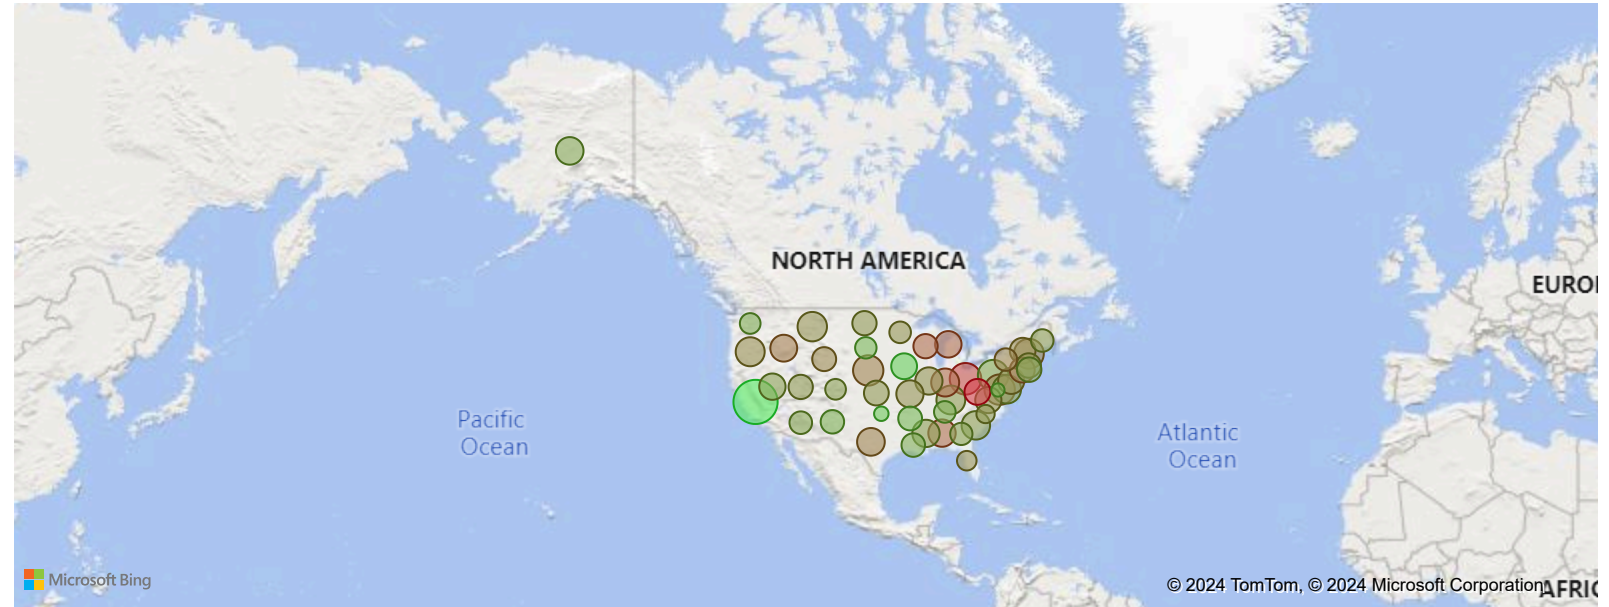 NORTH AMERICA
EURO
Pacific
Ocean
Atlantic
Ocean
Microsoft Bing
© 2024 TomTom, © 2024 Microsoft Corporation
AFRIC